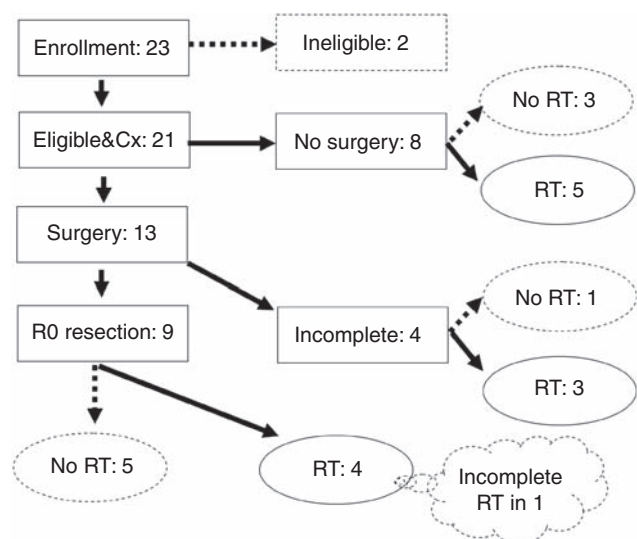 Enrollment: 23
Ineligible: 2
Eligible&Cx: 21
No surgery: 8
No RT: 3
RT: 5
Surgery: 13
R0 resection: 9
Incomplete: 4
No RT: 1
RT: 3
No RT: 5
RT: 4
Incomplete
RT in 1